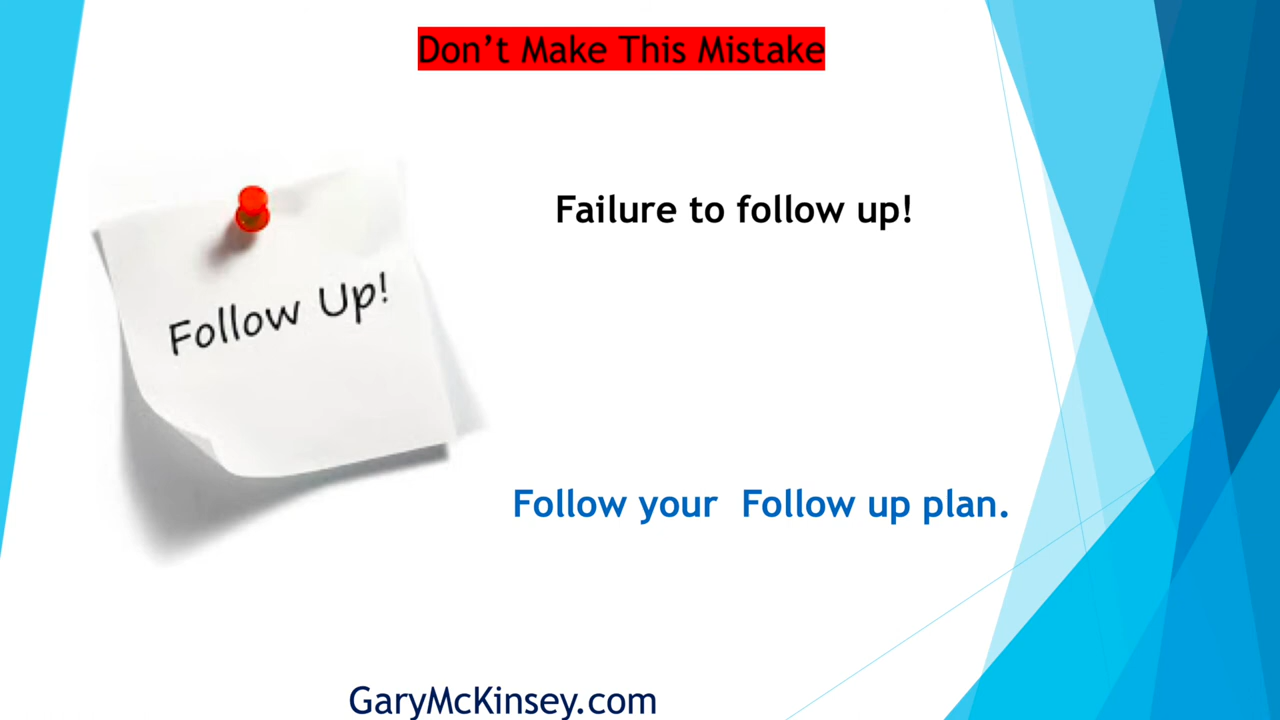 Don’t Make This Mistake
Failure to follow up!
Follow Up!
Follow your  Follow up plan.
GaryMcKinsey.com